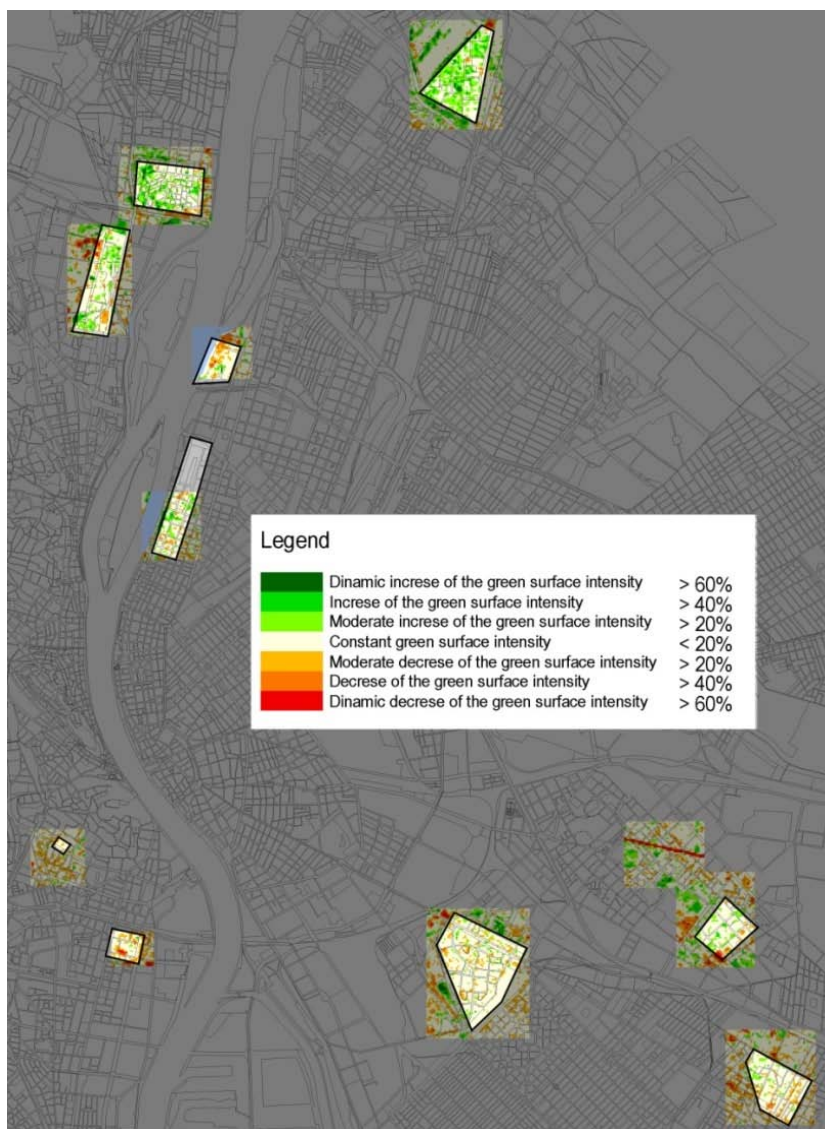 Legend
Dinamic increse of the green surface intensity > 60%
Increse of the green surface intensity > 40%
Moderate increse of the green surface intensity > 20%
Constant green surface intensity < 20%
Moderate decrese of the green surface intensity > 20%
Decrese of the green surface intensity > 40%
Dinamic decrese of the green surface intensity > 60%